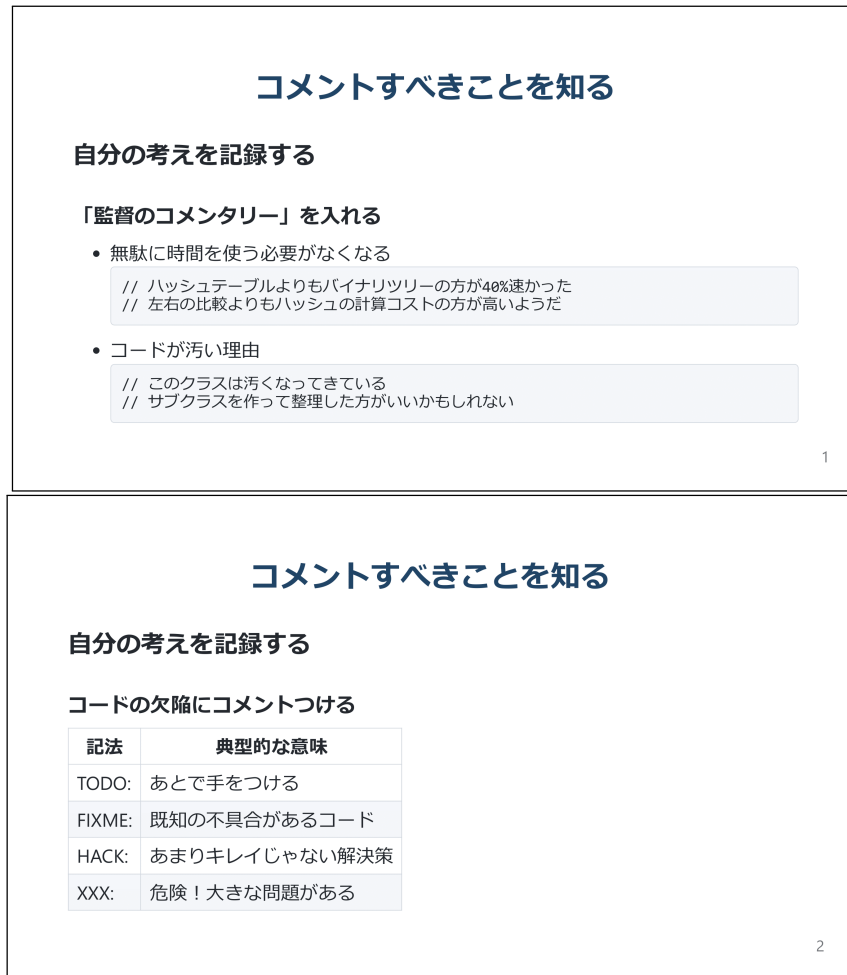 コメントすべきことを知る
自分の考えを記録する
「監督のコメンタリー」を入れる
• 無駄に時間を使う必要がなくなる
// ハッシュテーブルよりもバイナリツリーの方が40%速かった
// 左右の比較よりもハッシュの計算コストの方が高いようだ
• コードが汚い理由
// このクラスは汚くなってきている
// サブクラスを作って整理した方がいいかもしれない
1
コメントすべきことを知る
自分の考えを記録する
コードの欠陥にコメントつける
記法 典型的な意味
TODO: あとで手をつける
FIXME: 既知の不具合があるコード
HACK: あまりキレイじゃない解決策
XXX: 危険！大きな問題がある
2